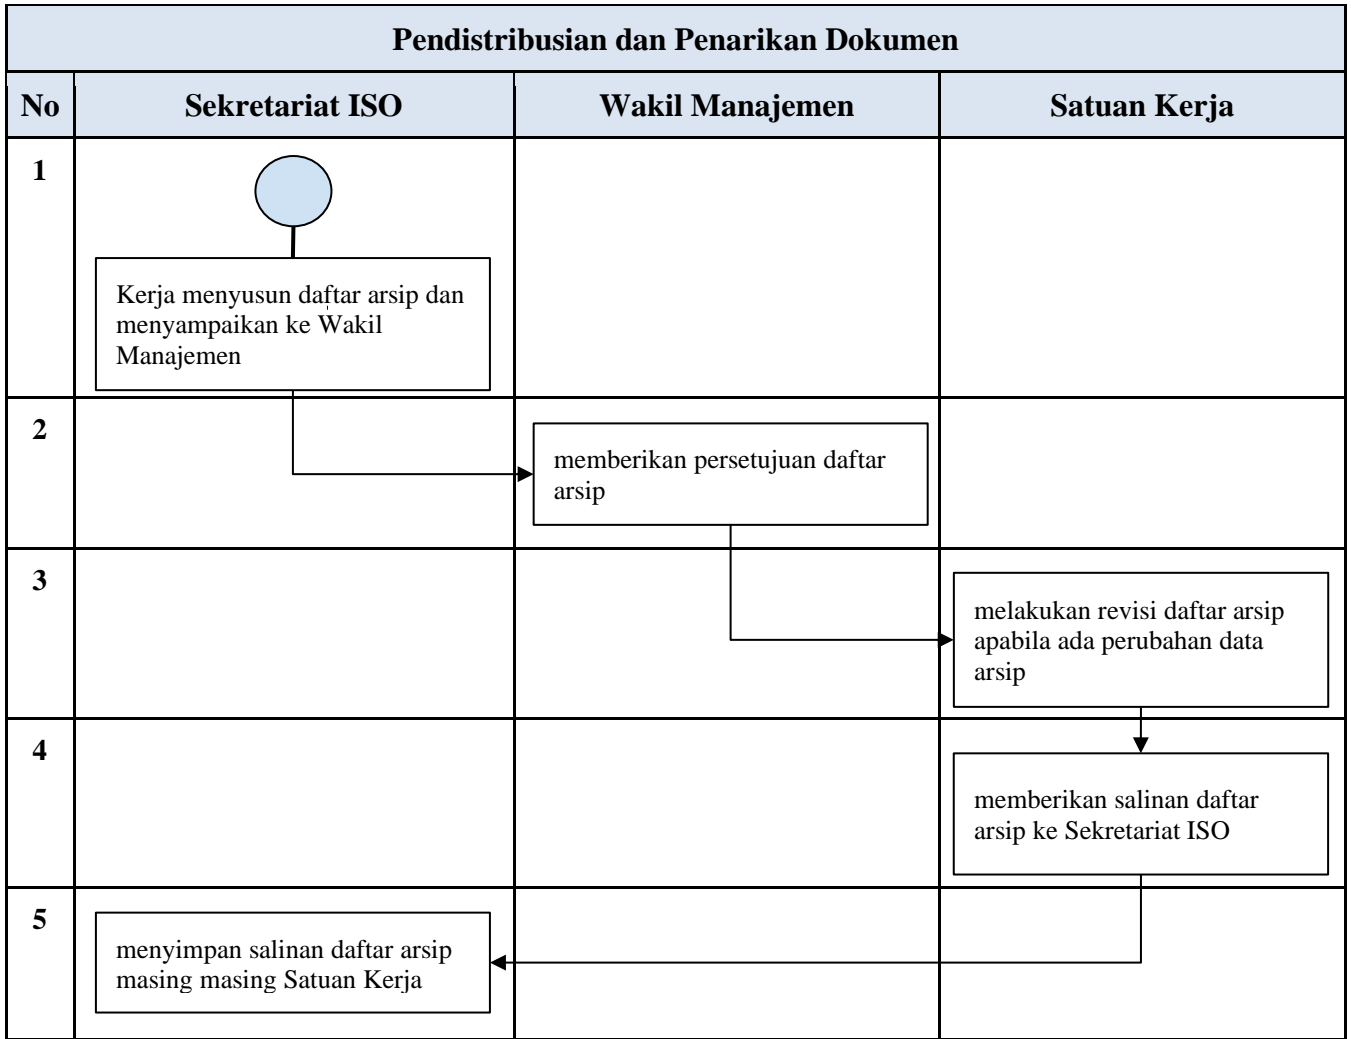 Pendistribusian dan Penarikan Dokumen
No Sekretariat ISO Wakil Manajemen Satuan Kerja
1
Kerja menyusun daftar arsip dan
menyampaikan ke Wakil
Manajemen
2
memberikan persetujuan daftar
arsip
3
melakukan revisi daftar arsip
apabila ada perubahan data
arsip
4
memberikan salinan daftar
arsip ke Sekretariat ISO
5
menyimpan salinan daftar arsip
masing masing Satuan Kerja